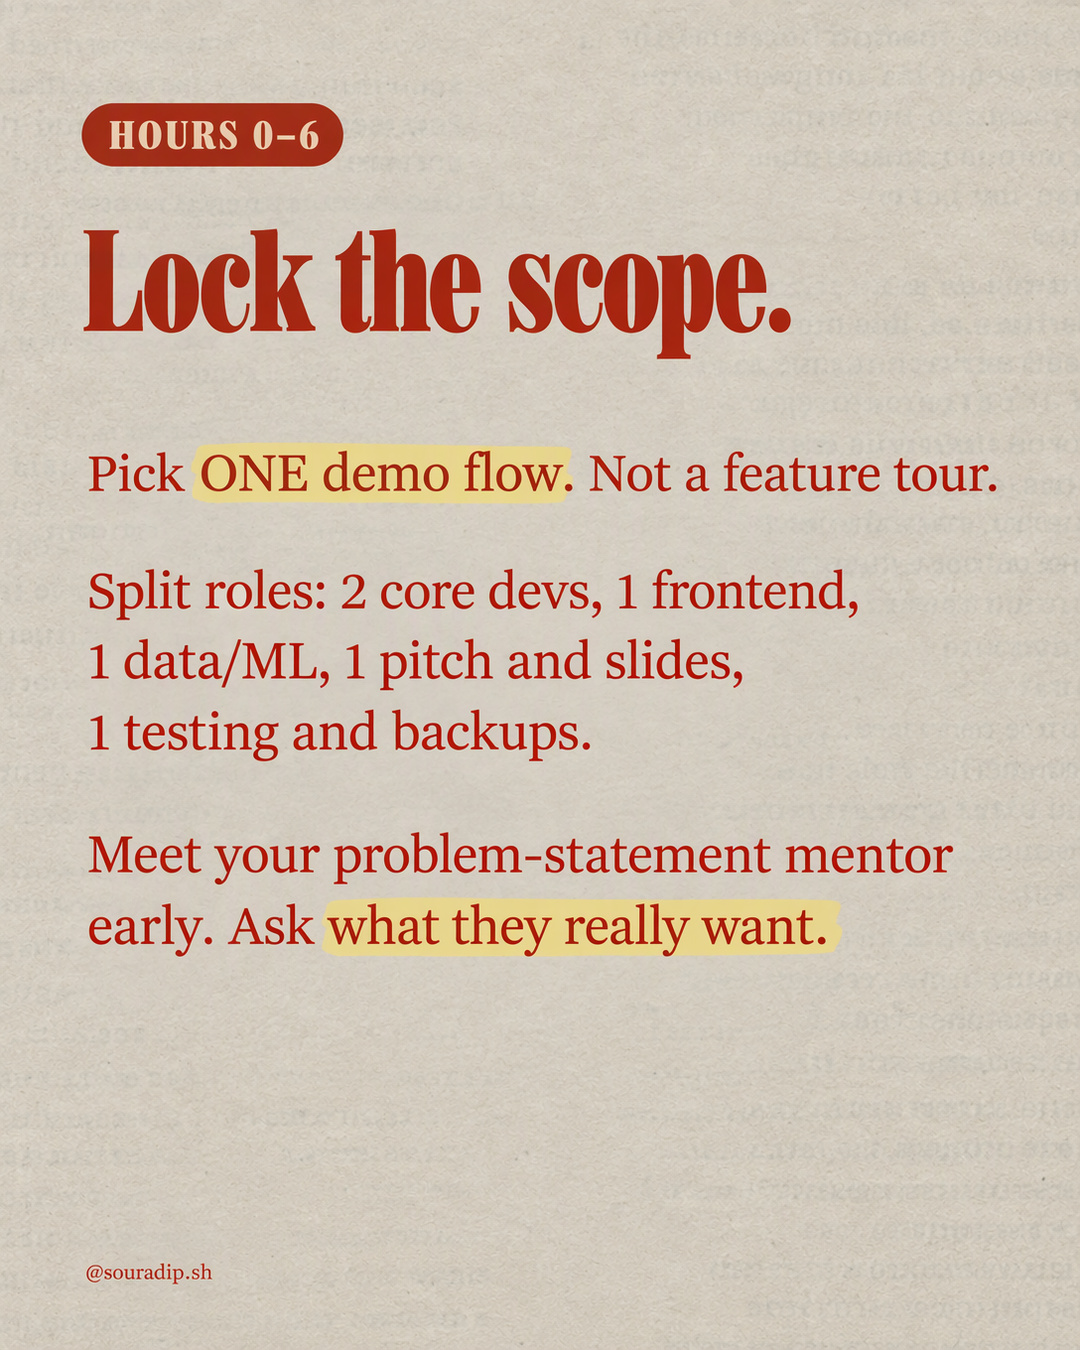 HOURS 0–6
Lock the scope.
Pick ONE demo flow. Not a feature tour.
Split roles: 2 core devs, 1 frontend,
1 data/ML, 1 pitch and slides,
1 testing and backups.
Meet your problem-statement mentor
early. Ask what they really want.
@souradip.sh